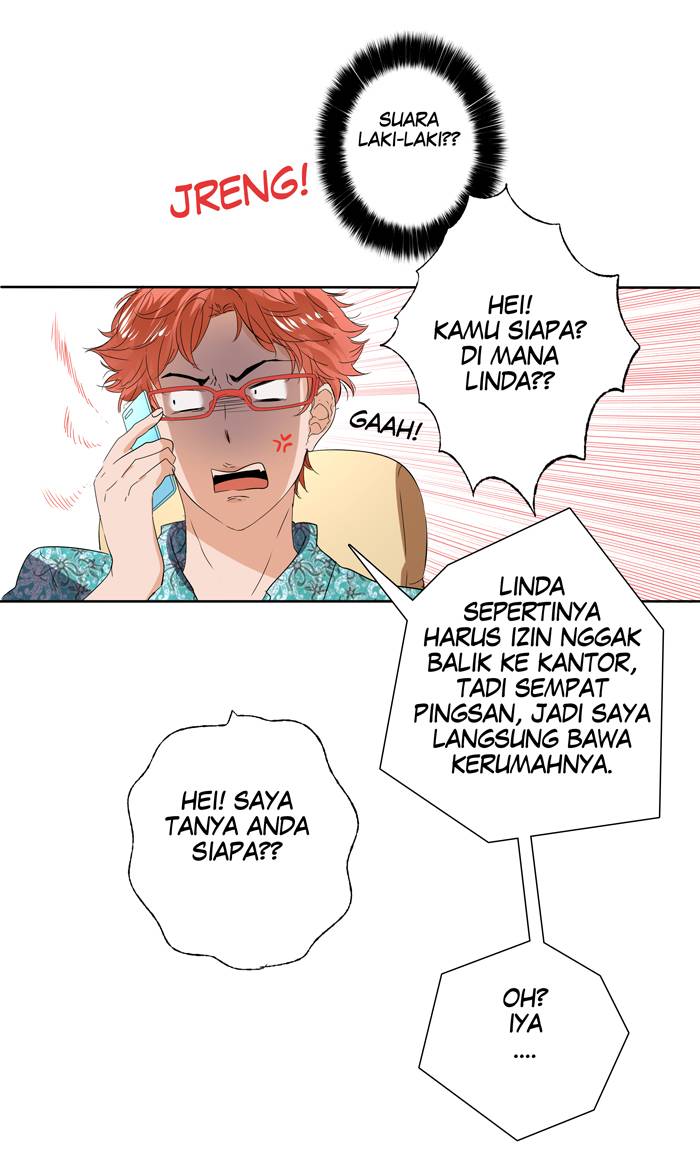 SUARA
LAKI-LAKI??
JRENG!
HEI!
KAMU SIAPA?
DI MANA
LINDA??
GAAH!
LINDA
SEPERTINYA
HARUS IZIN NGGAK
BALIK KE KANTOR,
TADI SEMPAT
PINGSAN, JADI SAYA
LANGSUNG BAWA
KERUMAHNYA.
HEI! SAYA
TANYA ANDA
SIAPA??
OH?
IYA
....